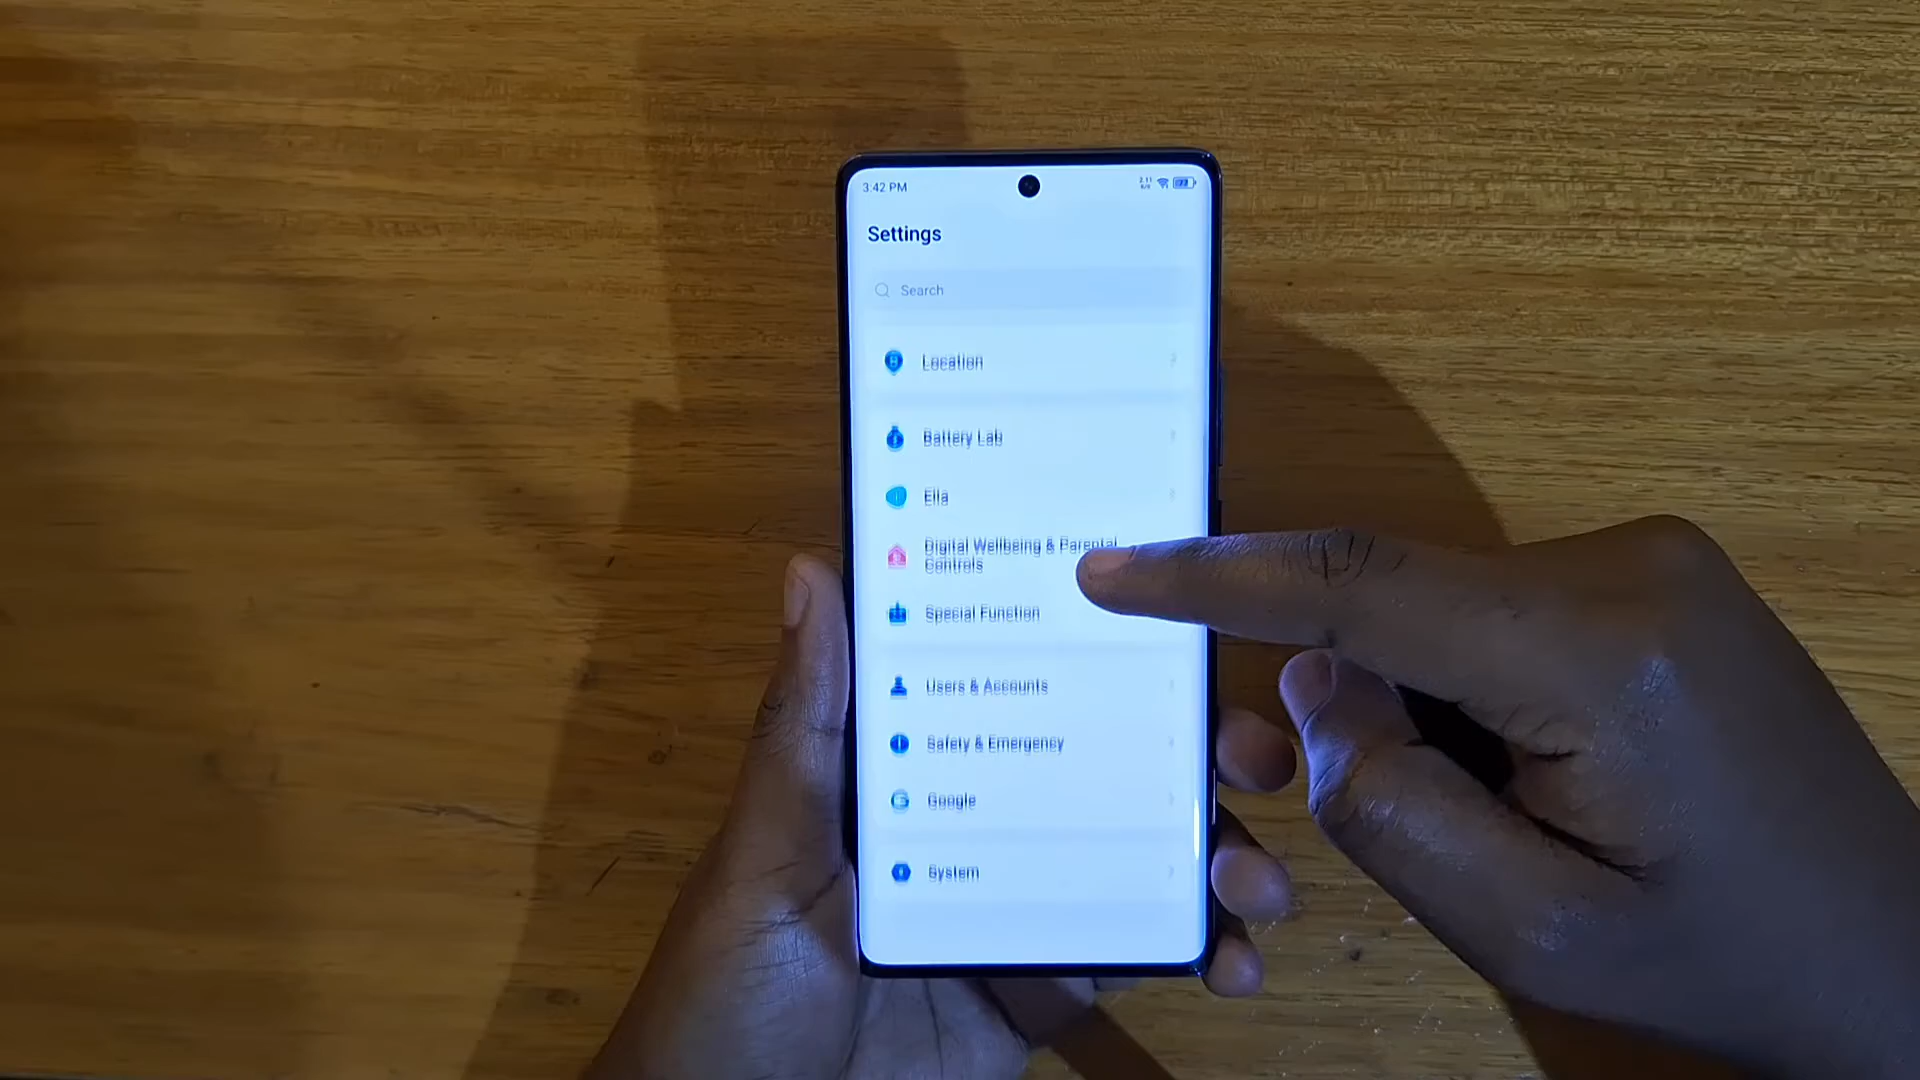 3:42 PM
Settings
Search
Location
Battery Lab
Ella
Digital Wellbeing & Parental
Controls
Special Function
Users & Accounts
Safety & Emergency
Google
System